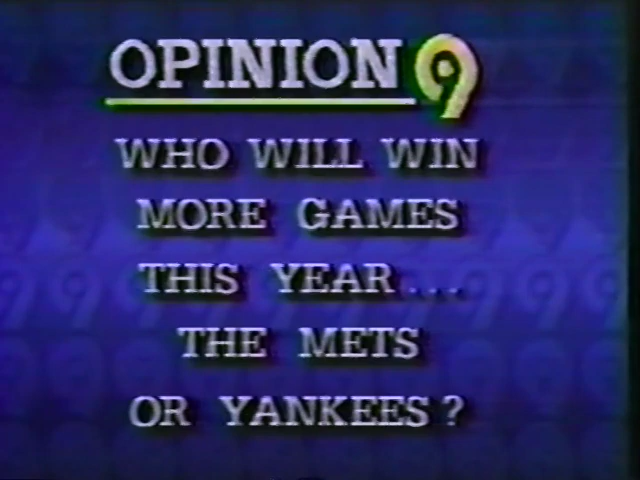 OPINION 9
WHO WILL WIN
MORE GAMES
THIS YEAR...
THE METS
OR YANKEES?